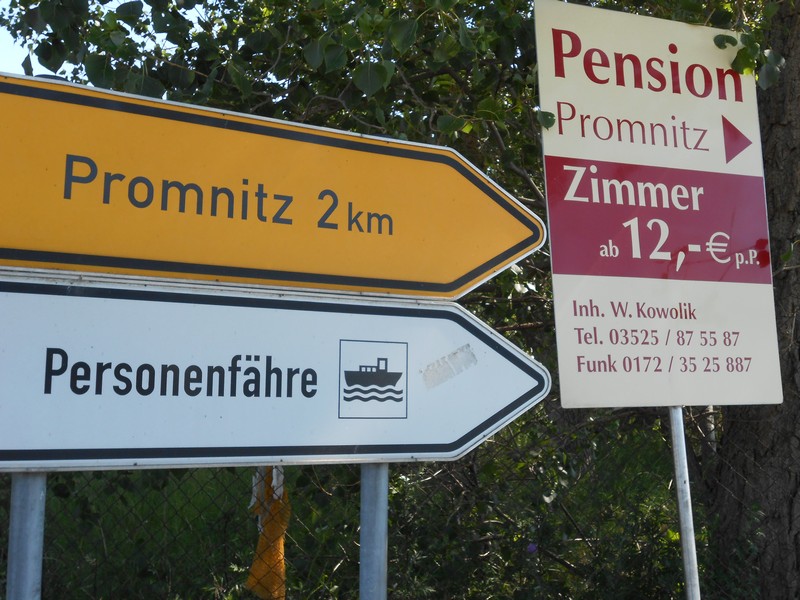 Promnitz 2 km
Personenfähre
Pension
Promnitz
Zimmer
ab 12,-€ p.P.
Inh. W. Kowolik
Tel. 03525 / 87 55 87
Funk 0172 / 35 25 887